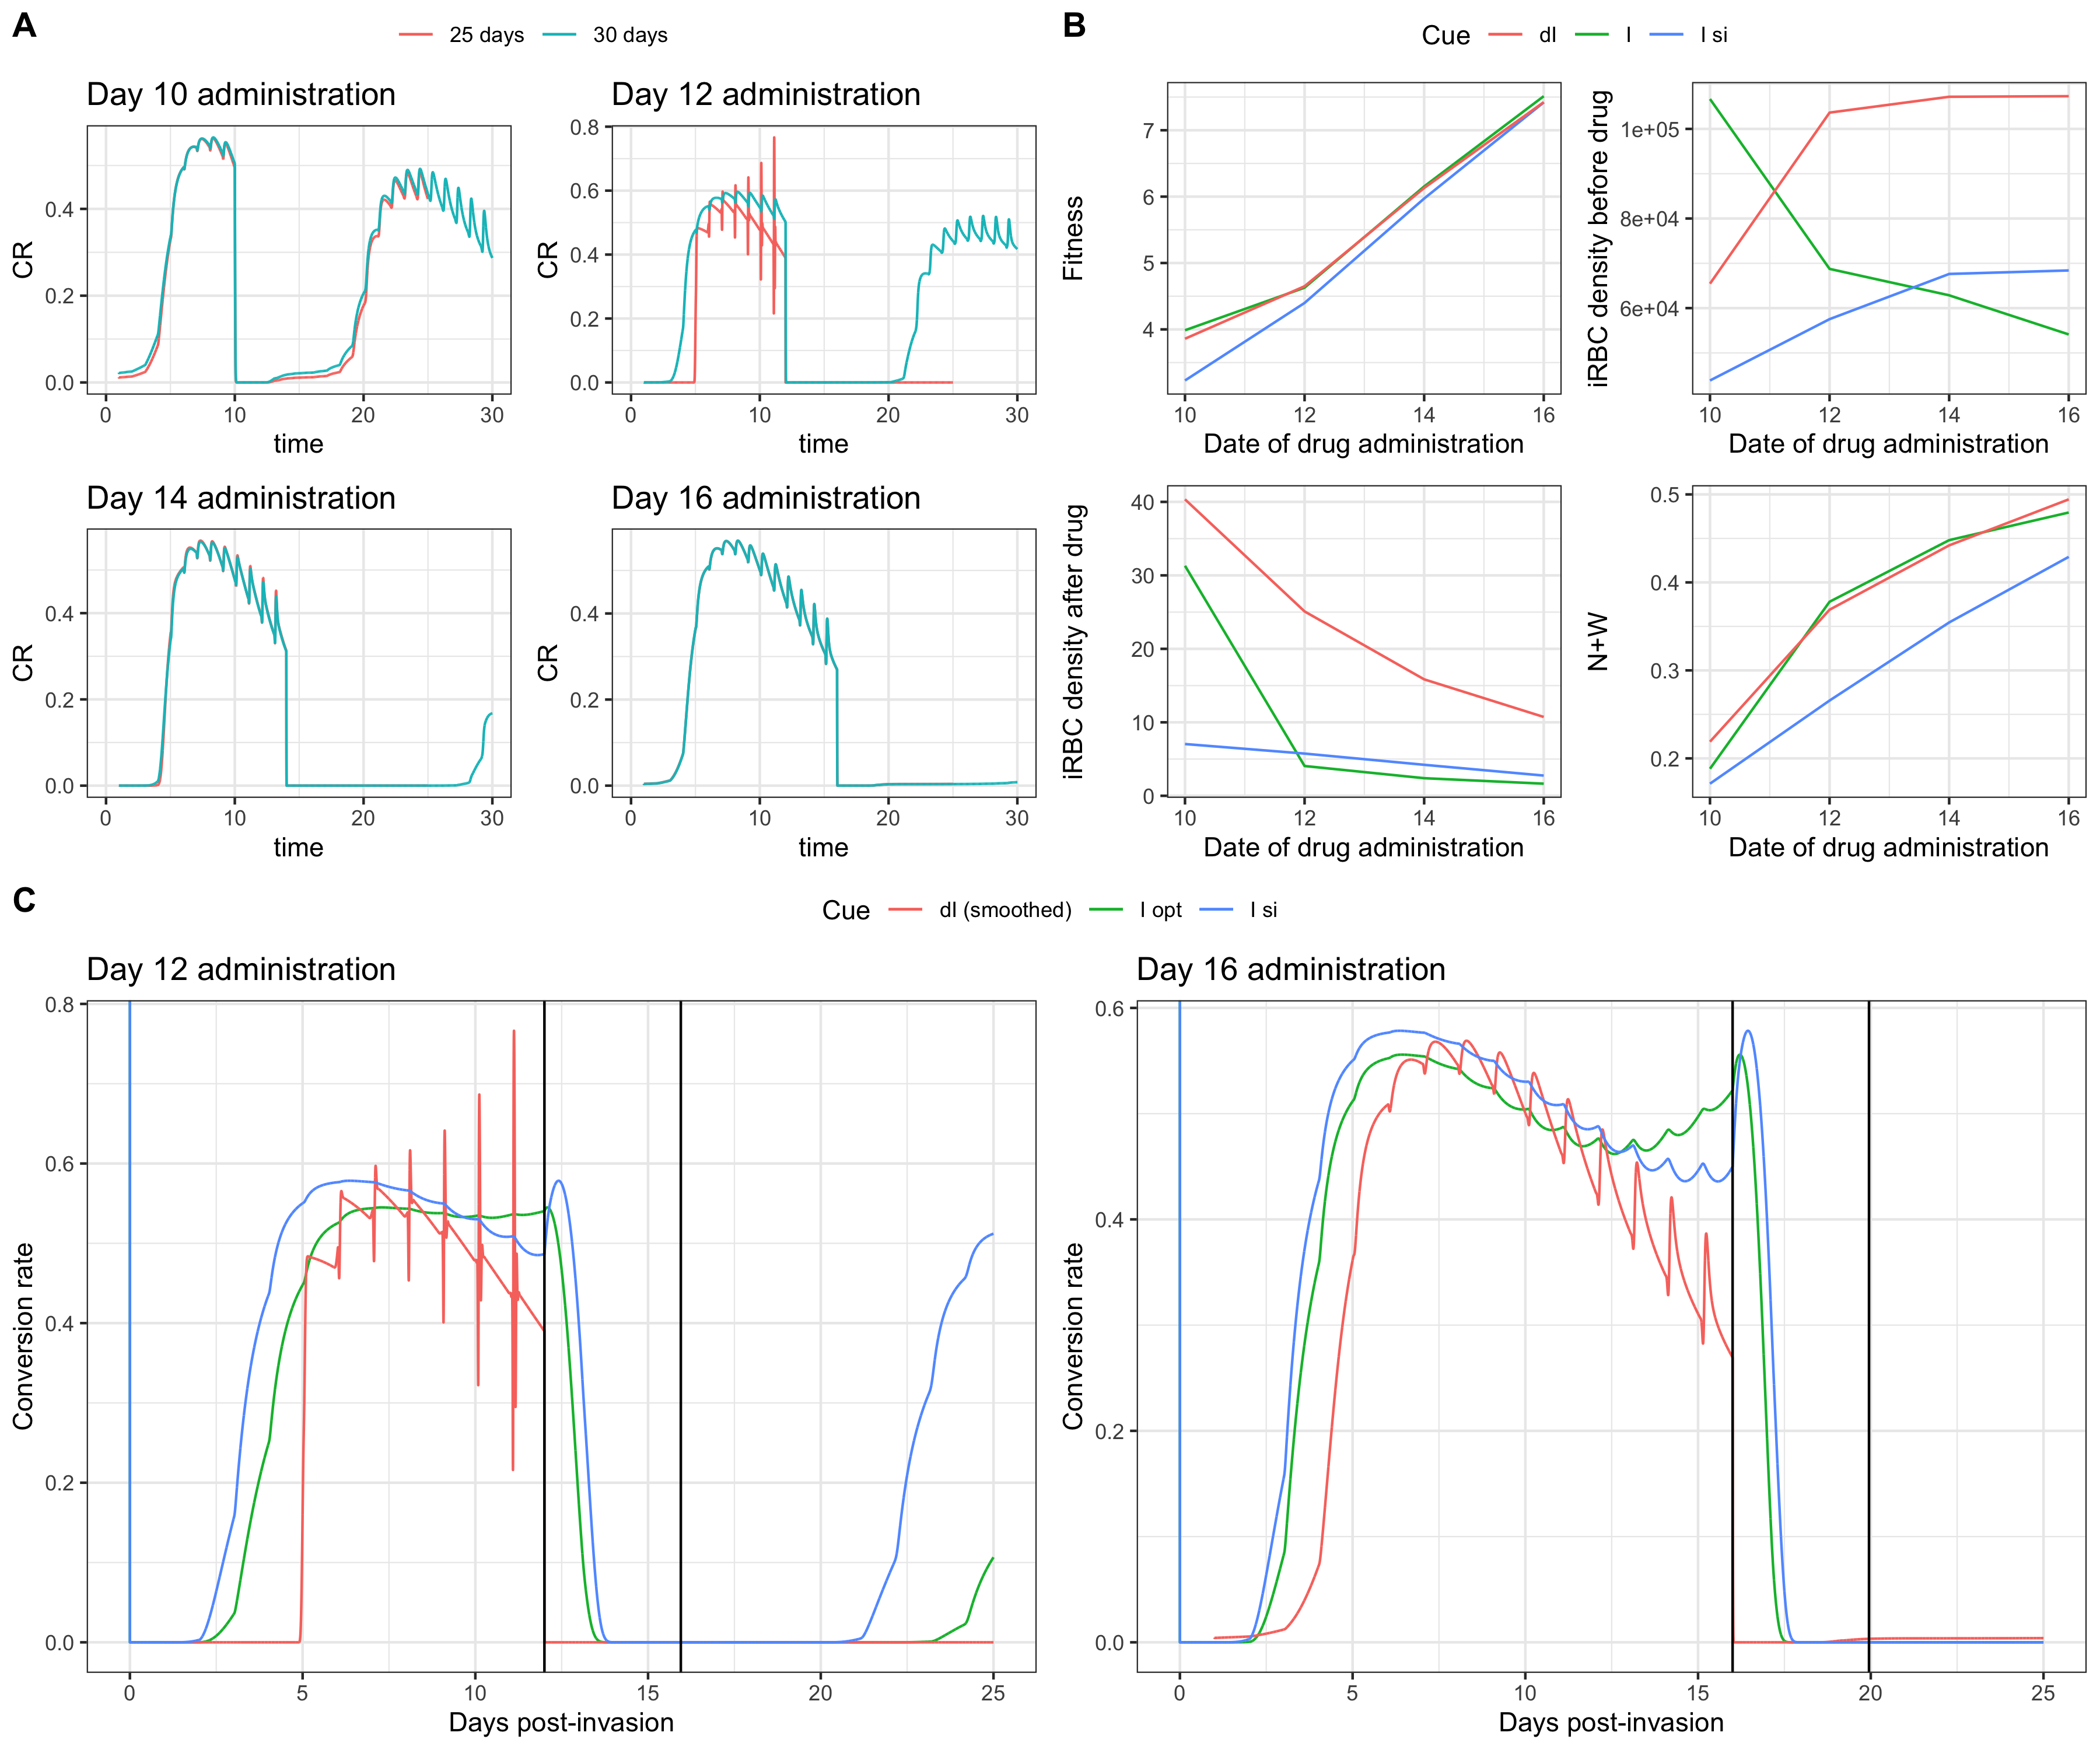 A
25 days 30 days
Day 10 administration
CR
0.4
0.2
0.0
0 10 20 30
time
Day 12 administration
CR
0.8
0.6
0.4
0.2
0.0
0 10 20 30
time
Day 14 administration
CR
0.4
0.2
0.0
0 10 20 30
time
Day 16 administration
CR
0.4
0.2
0.0
0 10 20 30
time
B
Cue dI I I si
Fitness
7
6
5
4
10 12 14 16
Date of drug administration
iRBC density before drug
1e+05
8e+04
6e+04
10 12 14 16
Date of drug administration
iRBC density after drug
40
30
20
10
0
10 12 14 16
Date of drug administration
N+W
0.5
0.4
0.3
0.2
10 12 14 16
Date of drug administration
C
Cue dI (smoothed) I opt I si
Day 12 administration
Conversion rate
0.8
0.6
0.4
0.2
0.0
0 5 10 15 20 25
Days post-invasion
Day 16 administration
Conversion rate
0.6
0.4
0.2
0.0
0 5 10 15 20 25
Days post-invasion